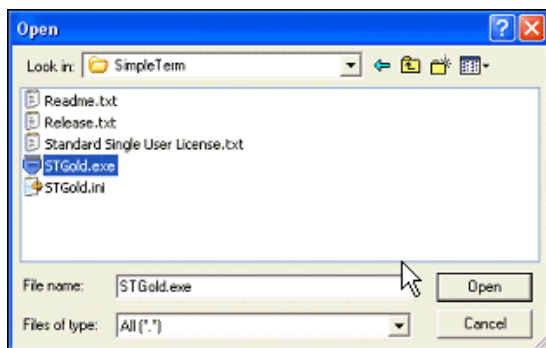 Open
Look in: SimpleTerm
Readme.txt
Release.txt
Standard Single User License.txt
STGold.exe
STGold.ini
File name: STGold.exe Open
Files of type: All (*.*) Cancel